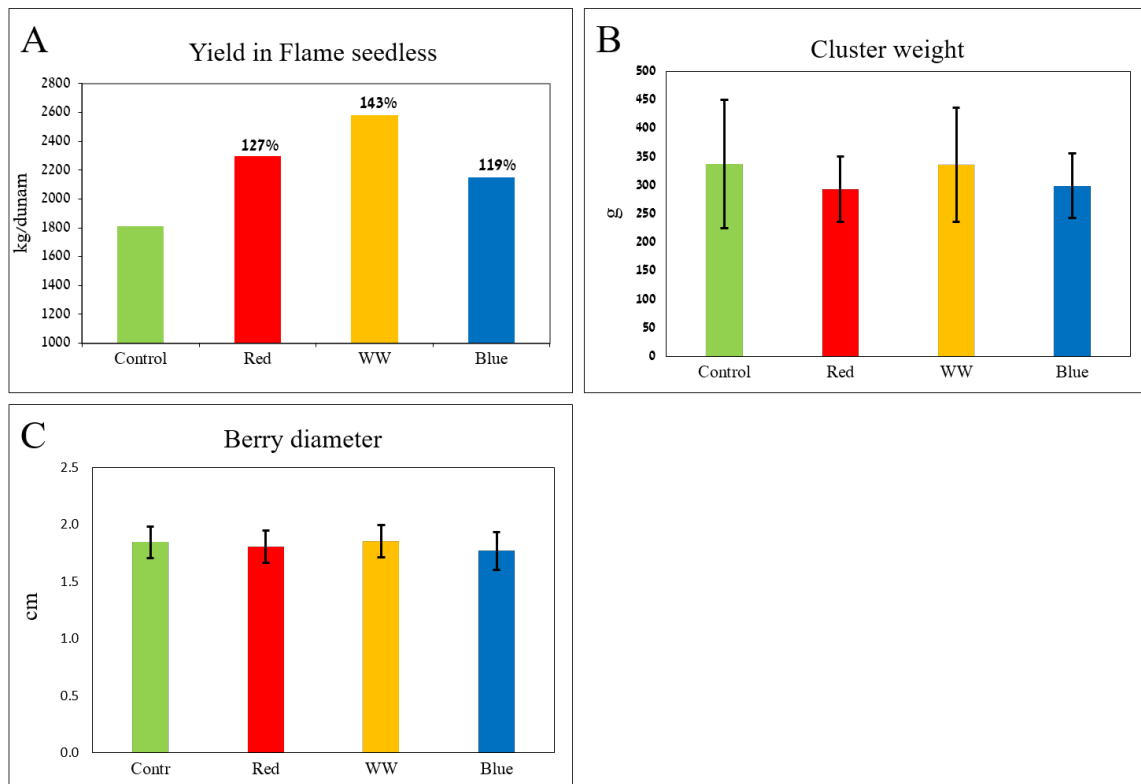 A
Yield in Flame seedless
kg/dunam
2800
2600
2400
2200
2000
1800
1600
1400
1200
1000
127%
143%
119%
Control Red WW Blue
B
Cluster weight
g
500
450
400
350
300
250
200
150
100
50
0
Control Red WW Blue
C
Berry diameter
cm
2.5
2.0
1.5
1.0
0.5
0.0
Contr Red WW Blue